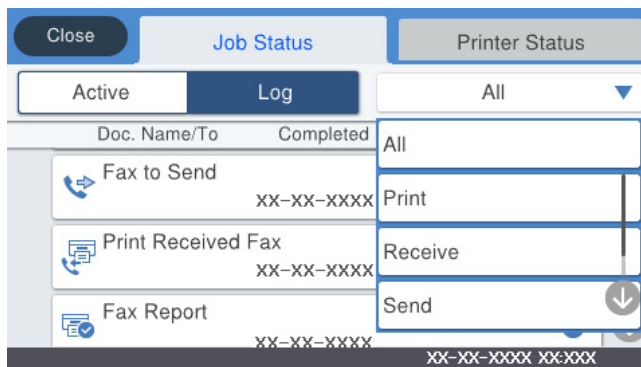 Close
Job Status
Printer Status
Active
Log
All
Doc. Name/To
Completed
All
Fax to Send
XX-XX-XXXX
Print
Print Received Fax
XX-XX-XXXX
Receive
Fax Report
XX-XX-XXXX
Send
XX-XX-XXXX XX:XXX